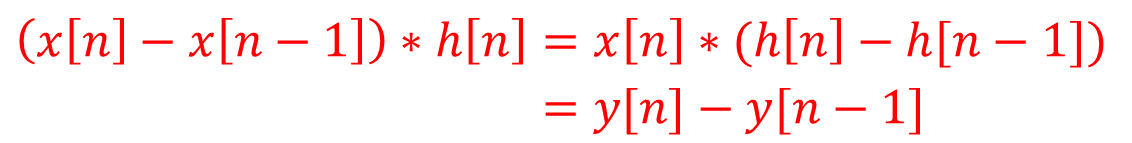 (x[n] − x[n − 1]) ∗ h[n] = x[n] ∗ (h[n] − h[n − 1])
= y[n] − y[n − 1]